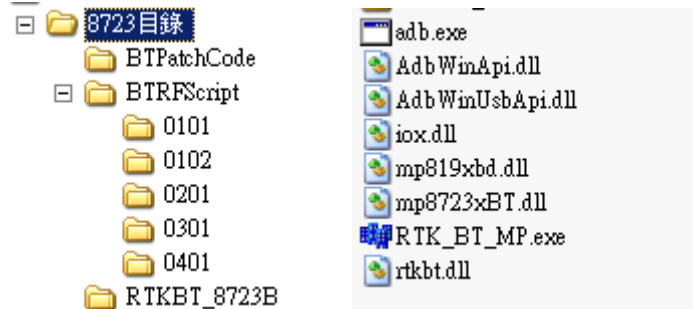 8723目錄
BTPatchCode
BTRFScript
0101
0102
0201
0301
0401
RTKBT_8723B
adb.exe
AdbWinApi.dll
AdbWinUsbApi.dll
iox.dll
mp819xbd.dll
mp8723xBT.dll
RTK_BT_MP.exe
rtkbt.dll